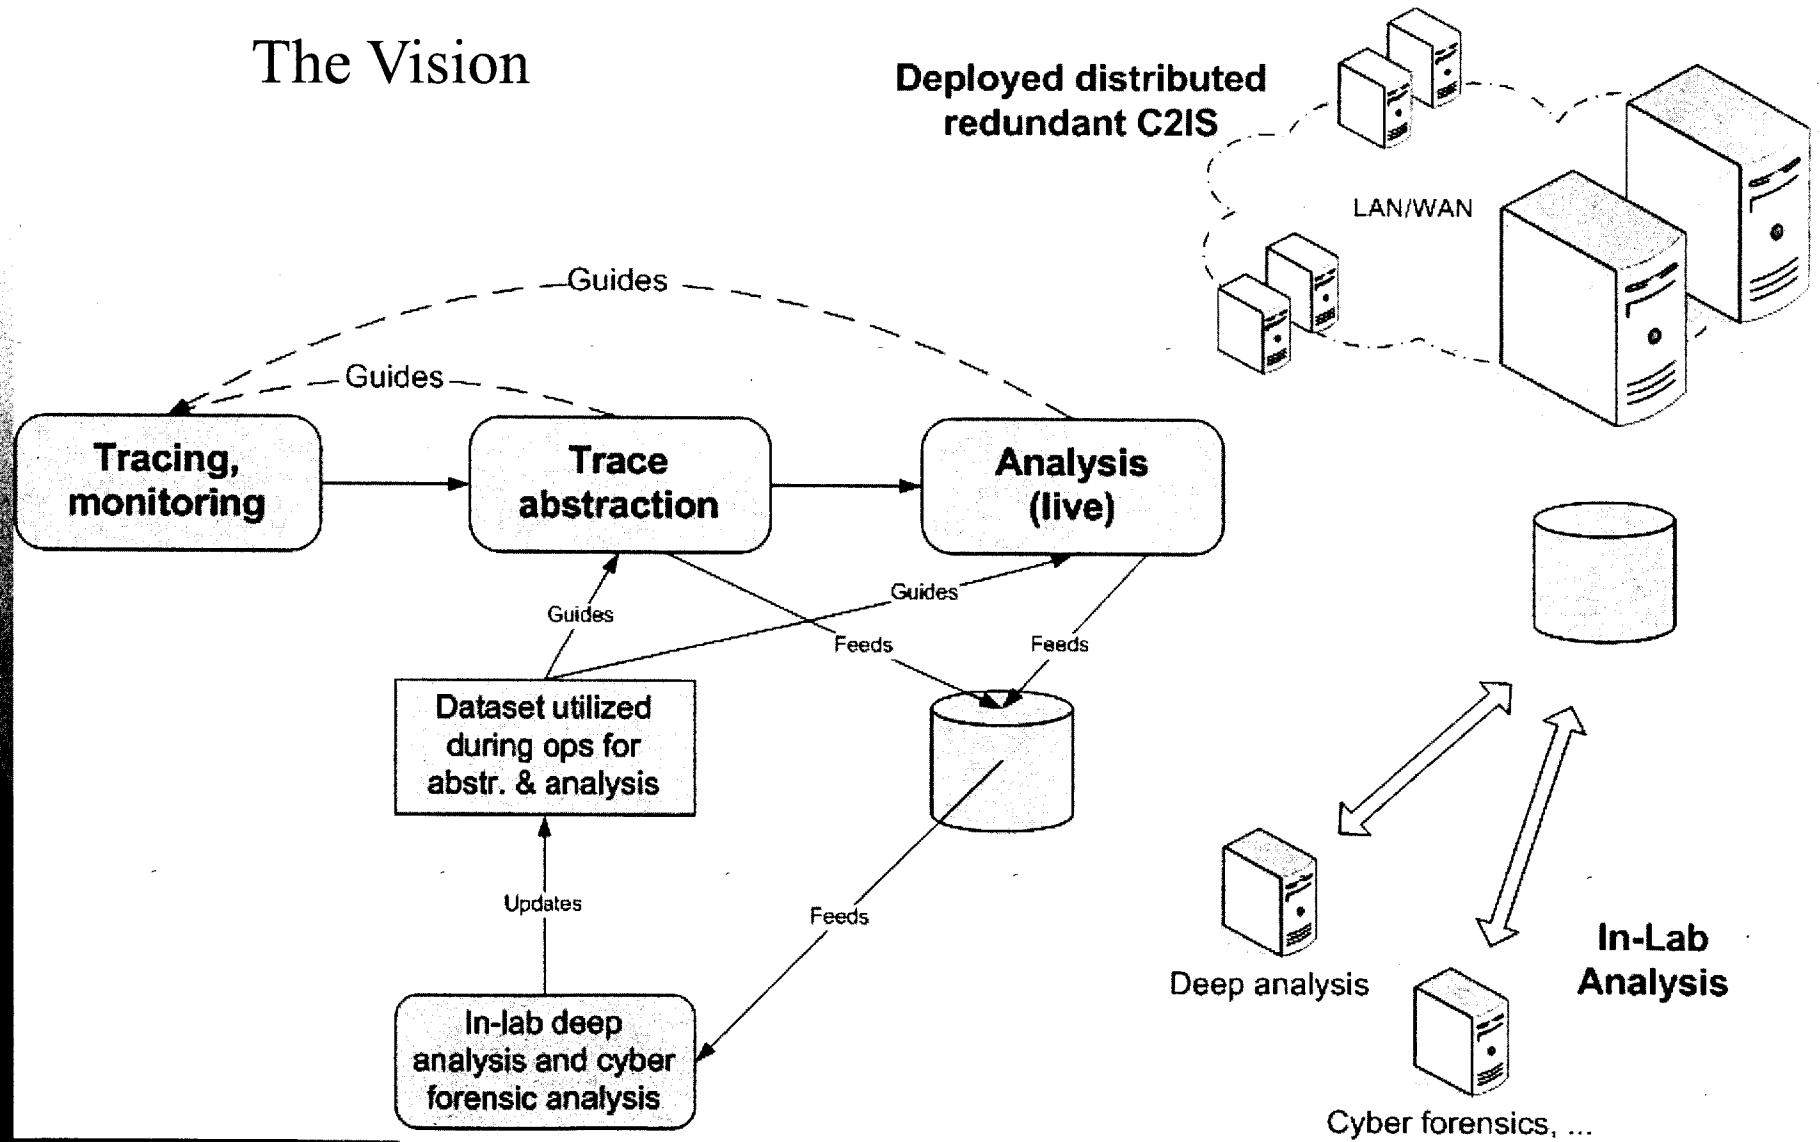 The Vision
Deployed distributed
redundant C2IS
LAN/WAN
Guides
Guides
Tracing,
monitoring
Trace
abstraction
Analysis
(live)
Guides
Guides
Feeds
Feeds
Dataset utilized
during ops for
abstr. & analysis
Updates
Feeds
In-lab deep
analysis and cyber
forensic analysis
Deep analysis
In-Lab
Analysis
Cyber forensics, ...